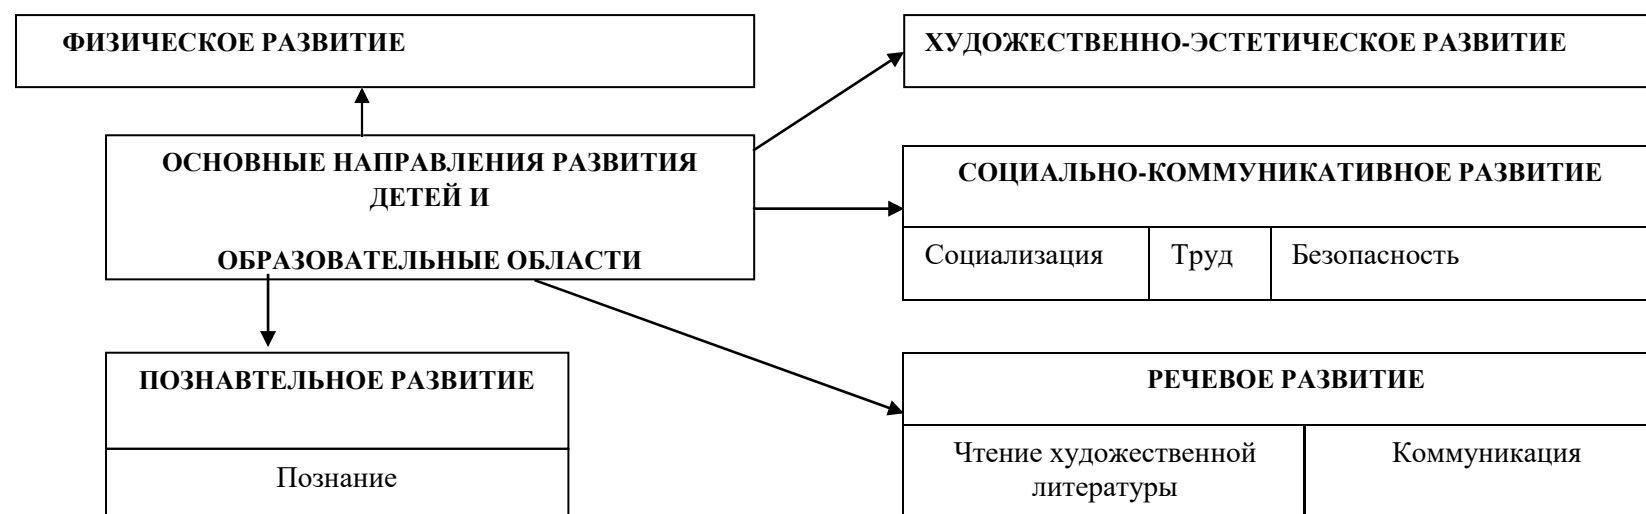 ФИЗИЧЕСКОЕ РАЗВИТИЕ
ХУДОЖЕСТВЕННО-ЭСТЕТИЧЕСКОЕ РАЗВИТИЕ
ОСНОВНЫЕ НАПРАВЛЕНИЯ РАЗВИТИЯ
ДЕТЕЙ И
ОБРАЗОВАТЕЛЬНЫЕ ОБЛАСТИ
СОЦИАЛЬНО-КОММУНИКАТИВНОЕ РАЗВИТИЕ
Социализация
Труд
Безопасность
ПОЗНАВТЕЛЬНОЕ РАЗВИТИЕ
Познание
РЕЧЕВОЕ РАЗВИТИЕ
Чтение художественной
литературы
Коммуникация